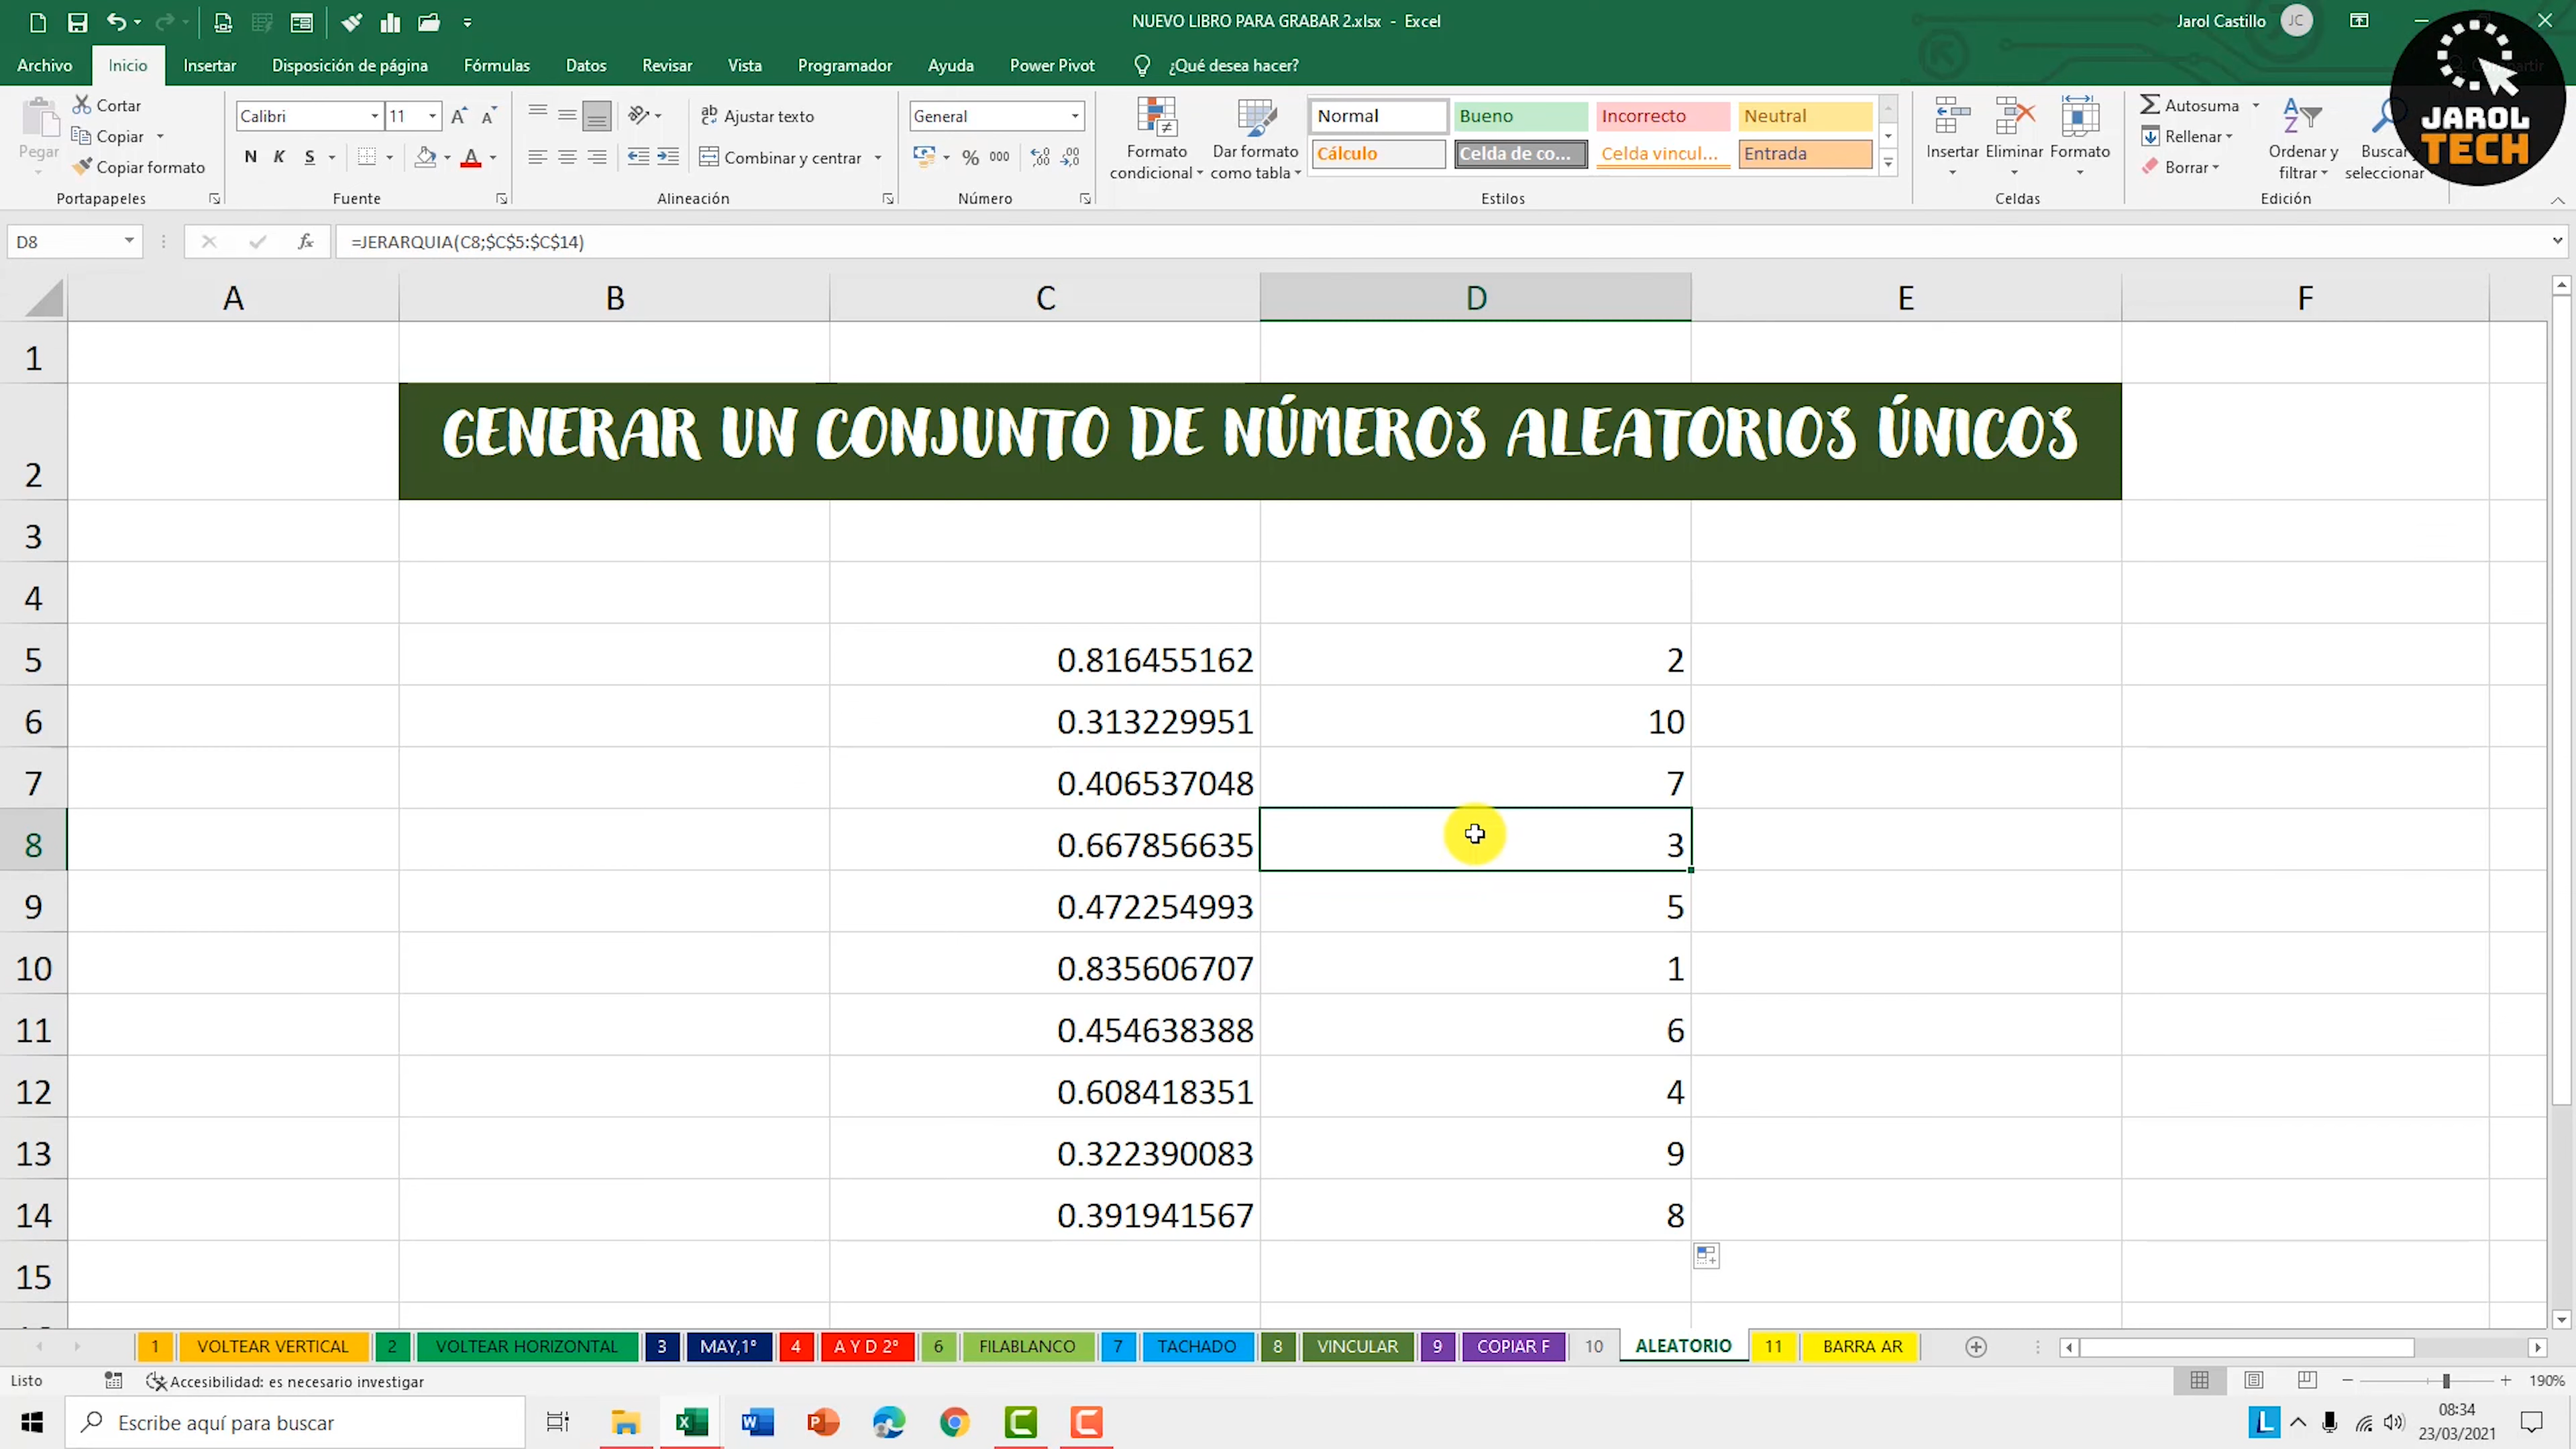 NUEVO LIBRO PARA GRABAR 2.xlsx - Excel
Jarol Castillo
JC
Archivo Inicio Insertar Disposición de página Fórmulas Datos Revisar Vista Programador Ayuda Power Pivot ¿Qué desea hacer?
JAROL
TECH
Pegar
Cortar
Copiar
Copiar formato
Portapapeles
Calibri 11
N K S
Fuente
Ajustar texto
Combinar y centrar
Alineación
General
% 000
Número
Formato condicional
Dar formato como tabla
Normal Bueno Incorrecto Neutral
Cálculo Celda de co... Celda vincul... Entrada
Estilos
Insertar Eliminar Formato
Celdas
Autosuma
Rellenar
Borrar
Ordenar y filtrar
Buscar seleccionar
Edición
D8 fx =JERARQUIA(C8;$C$5:$C$14)
A B C D E F
1
2 GENERAR UN CONJUNTO DE NÚMEROS ALEATORIOS ÚNICOS
3
4
5 0.816455162 2
6 0.313229951 10
7 0.406537048 7
8 0.667856635 3
9 0.472254993 5
10 0.835606707 1
11 0.454638388 6
12 0.608418351 4
13 0.322390083 9
14 0.391941567 8
15
1 VOLTEAR VERTICAL 2 VOLTEAR HORIZONTAL 3 MAY,1° 4 A Y D 2° 6 FILABLANCO 7 TACHADO 8 VINCULAR 9 COPIAR F 10 ALEATORIO 11 BARRA AR
Listo Accesibilidad: es necesario investigar 190%
Escribe aquí para buscar
08:34
23/03/2021